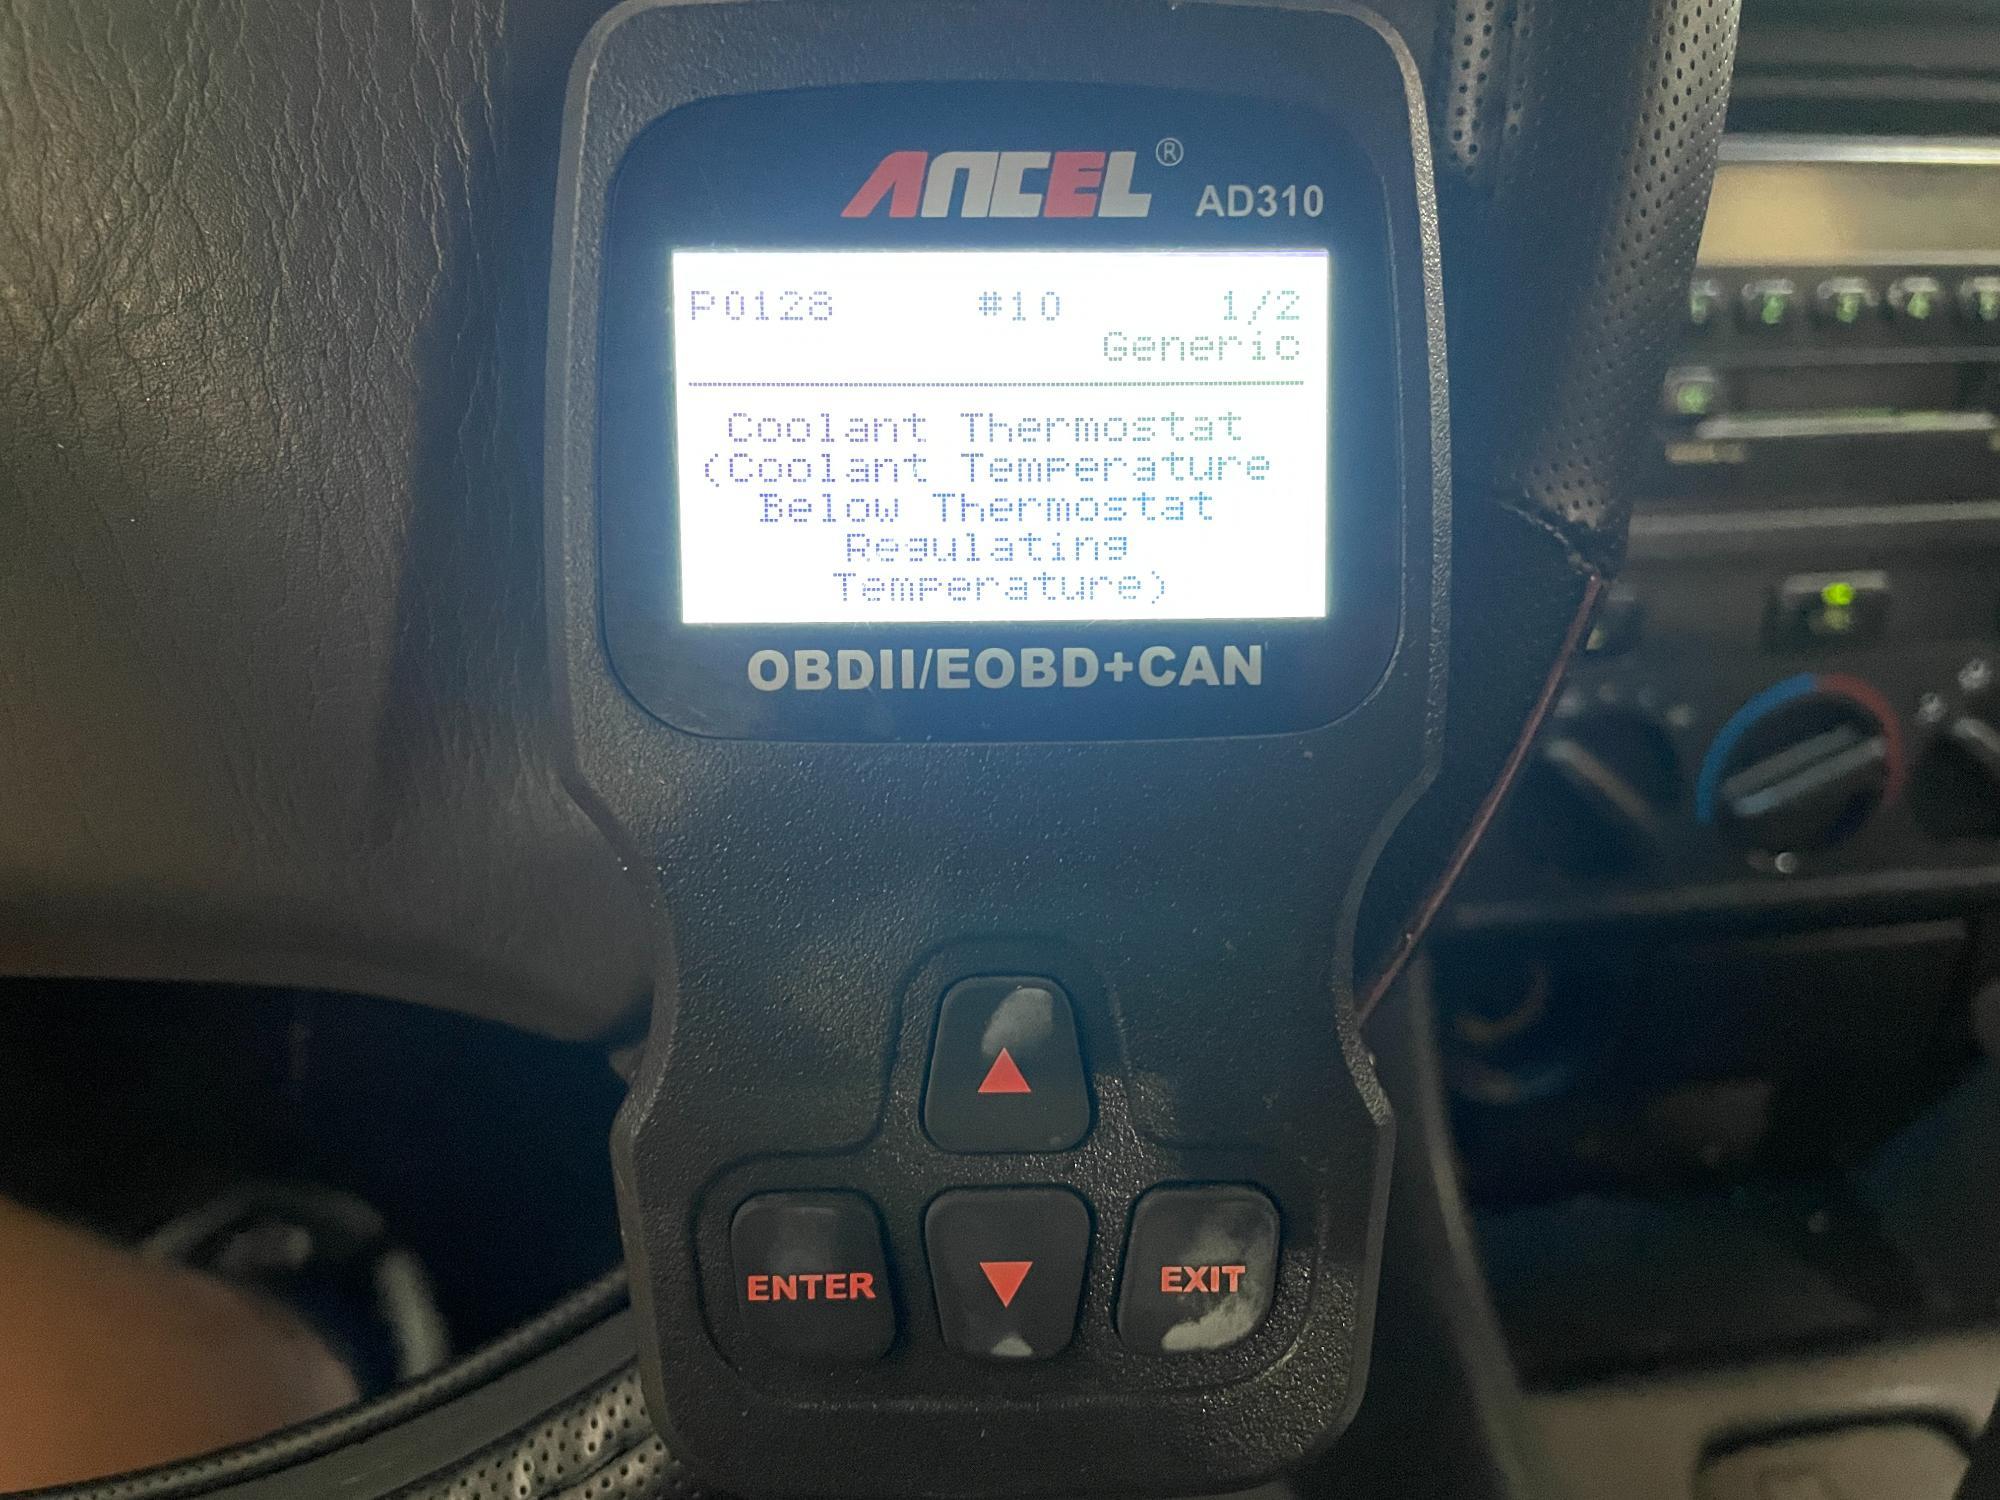 ANCEL® AD310
P0128 #10 1/2
Generic
Coolant Thermostat
(Coolant Temperature
Below Thermostat
Regulating
Temperature)
OBDII/EOBD+CAN
ENTER
EXIT